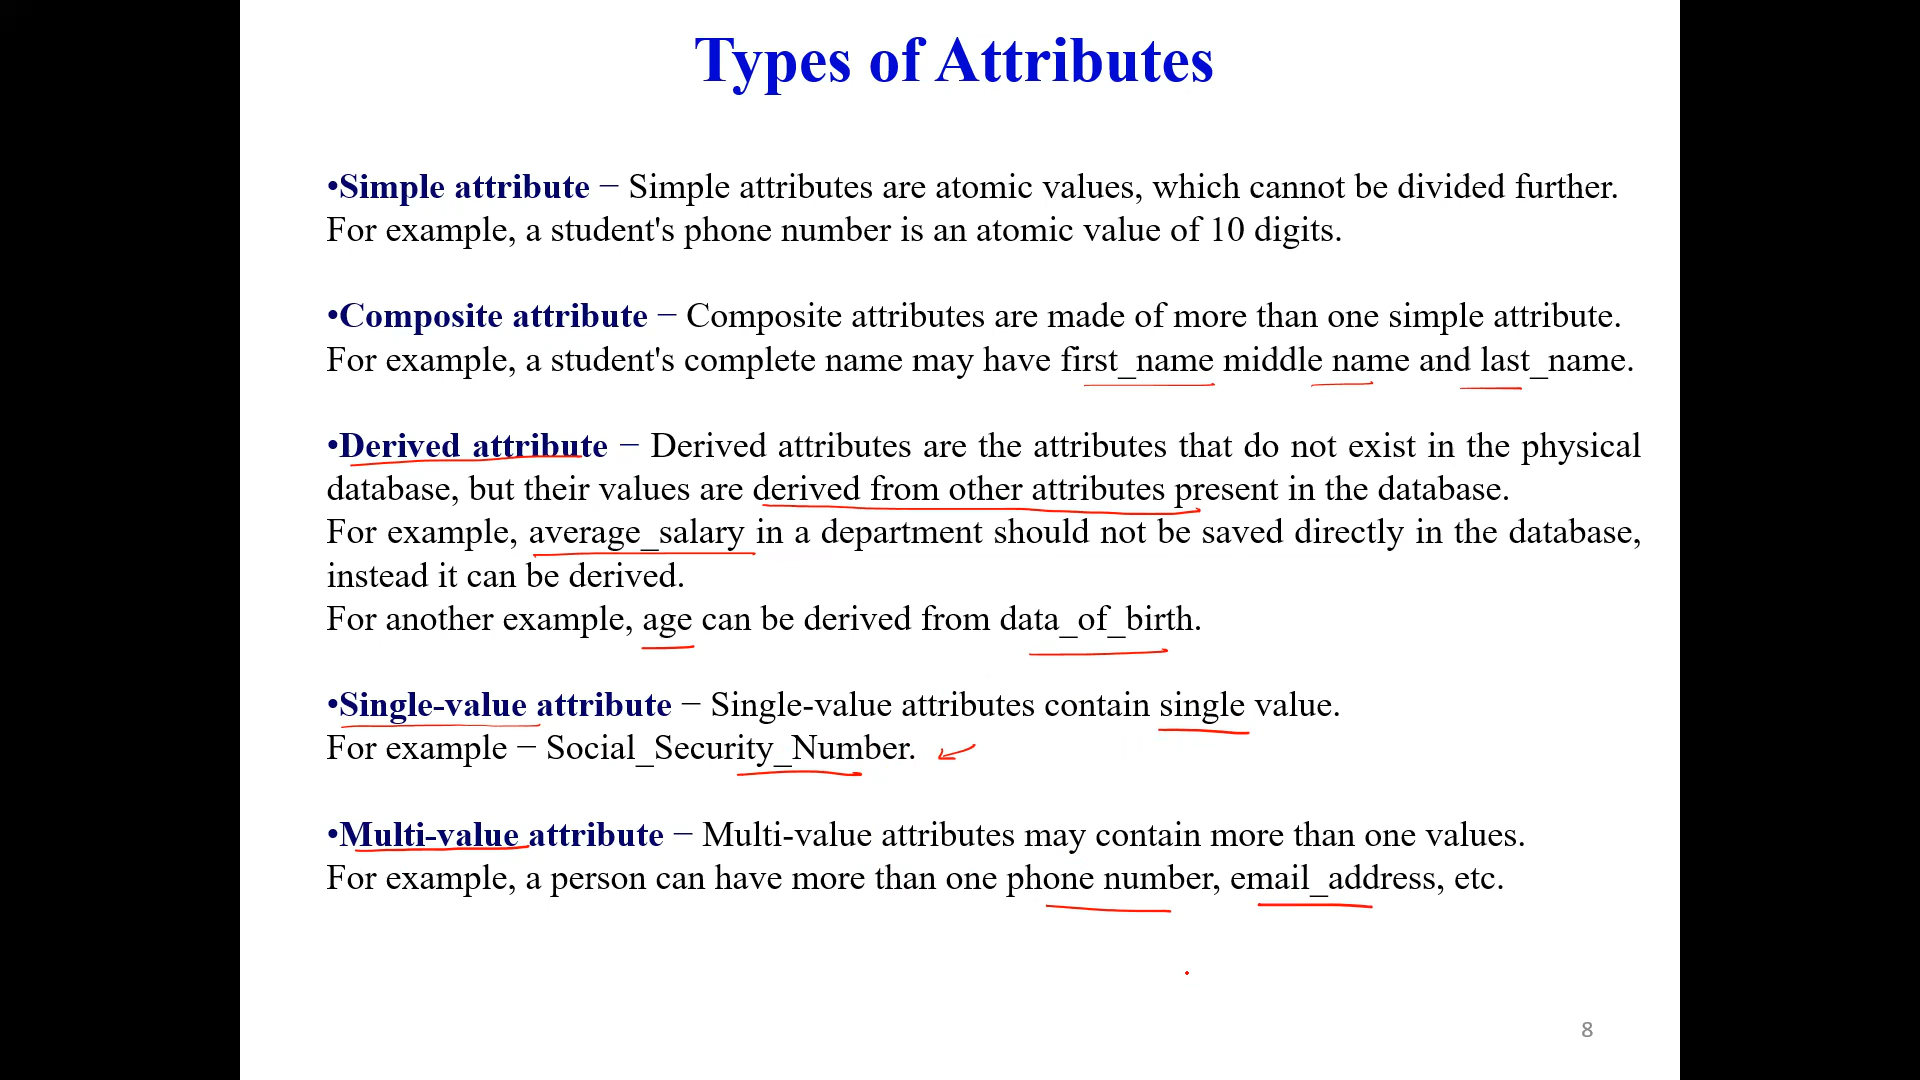 Types of Attributes
•Simple attribute − Simple attributes are atomic values, which cannot be divided further.
For example, a student's phone number is an atomic value of 10 digits.
•Composite attribute − Composite attributes are made of more than one simple attribute.
For example, a student's complete name may have first_name middle name and last_name.
•Derived attribute − Derived attributes are the attributes that do not exist in the physical
database, but their values are derived from other attributes present in the database.
For example, average_salary in a department should not be saved directly in the database,
instead it can be derived.
For another example, age can be derived from data_of_birth.
•Single-value attribute − Single-value attributes contain single value.
For example − Social_Security_Number.
•Multi-value attribute − Multi-value attributes may contain more than one values.
For example, a person can have more than one phone number, email_address, etc.
8